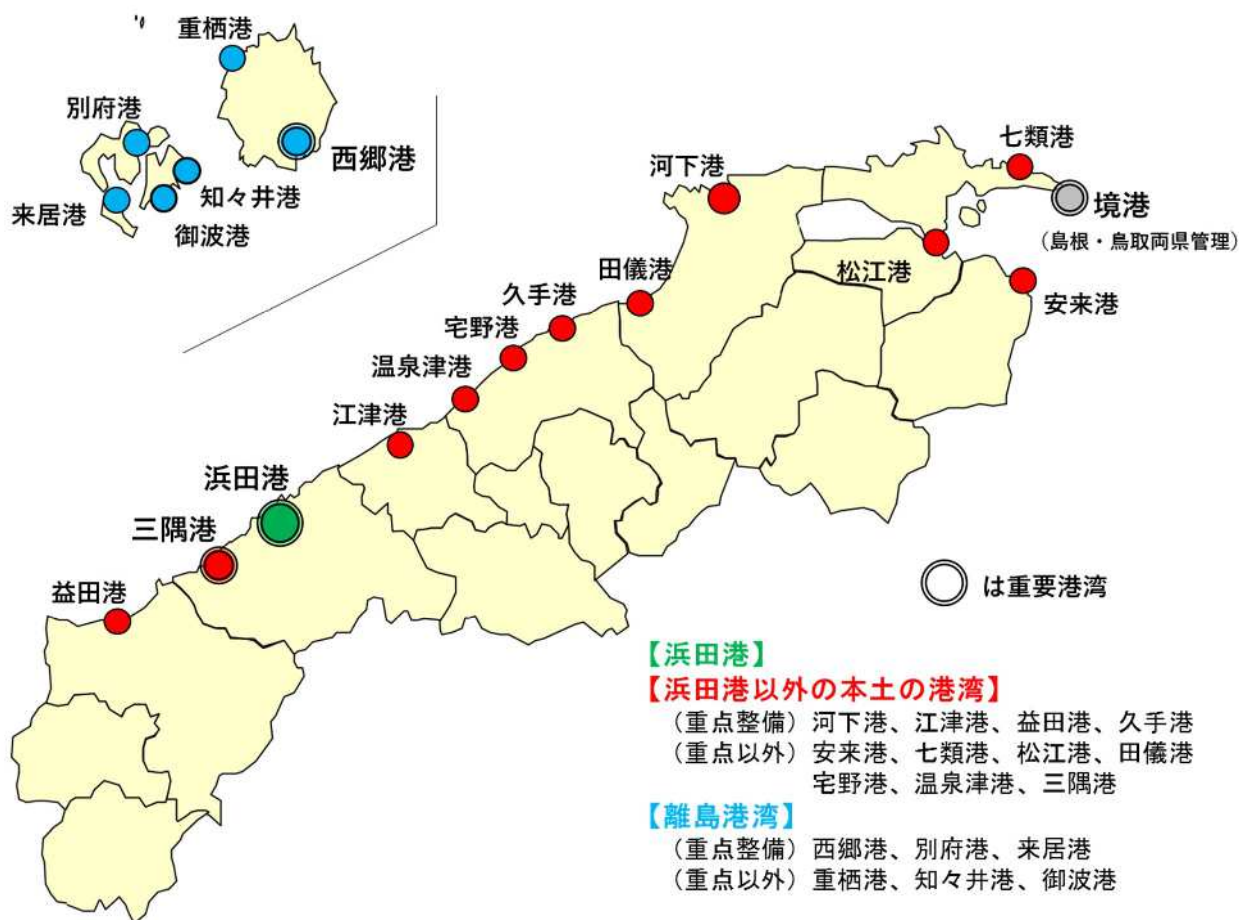 重栖港
別府港
西郷港
知々井港
来居港
御波港
七類港
河下港
境港
(島根・鳥取両県管理)
松江港
安来港
田儀港
久手港
宅野港
温泉津港
江津港
浜田港
三隅港
益田港
は重要港湾
【浜田港】
【浜田港以外の本土の港湾】
(重点整備)河下港、江津港、益田港、久手港
(重点以外)安来港、七類港、松江港、田儀港
宅野港、温泉津港、三隅港
【離島港湾】
(重点整備)西郷港、別府港、来居港
(重点以外)重栖港、知々井港、御波港